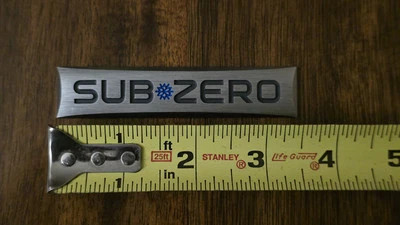 SUB ZERO
1 ft 25ft 2 STANLEY® 3 Life Guard® 4 5
in